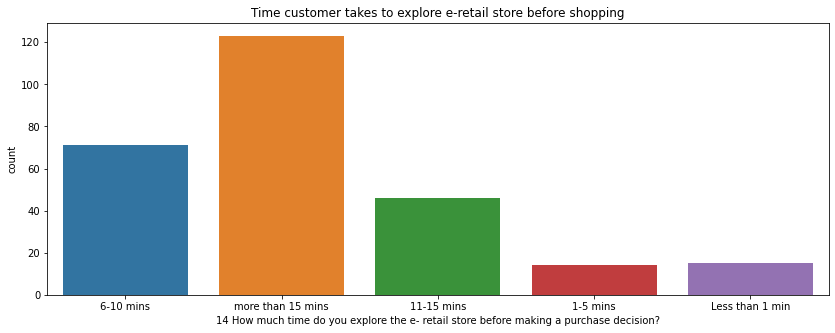 Time customer takes to explore e-retail store before shopping
120
100
80
60
40
20
0
count
6-10 mins more than 15 mins 11-15 mins 1-5 mins Less than 1 min
14 How much time do you explore the e- retail store before making a purchase decision?